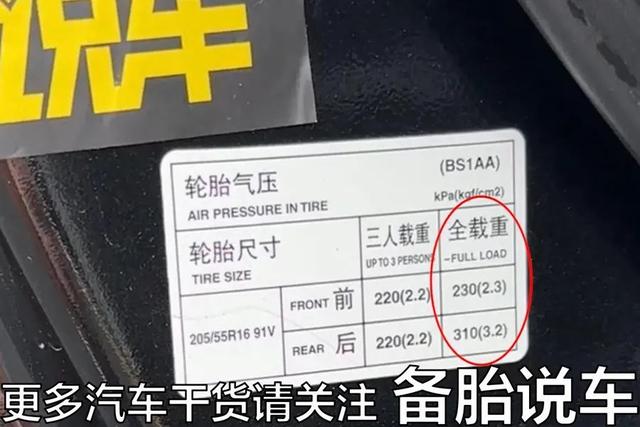 说车
轮胎气压 (BS1AA)
AIR PRESSURE IN TIRE kPa(kgf/cm2)
轮胎尺寸 三人载重 全载重
TIRE SIZE UP TO 3 PERSONS ~FULL LOAD
205/55R16 91V FRONT 前 220(2.2) 230(2.3)
REAR 后 220(2.2) 310(3.2)
更多汽车干货请关注 备胎说车